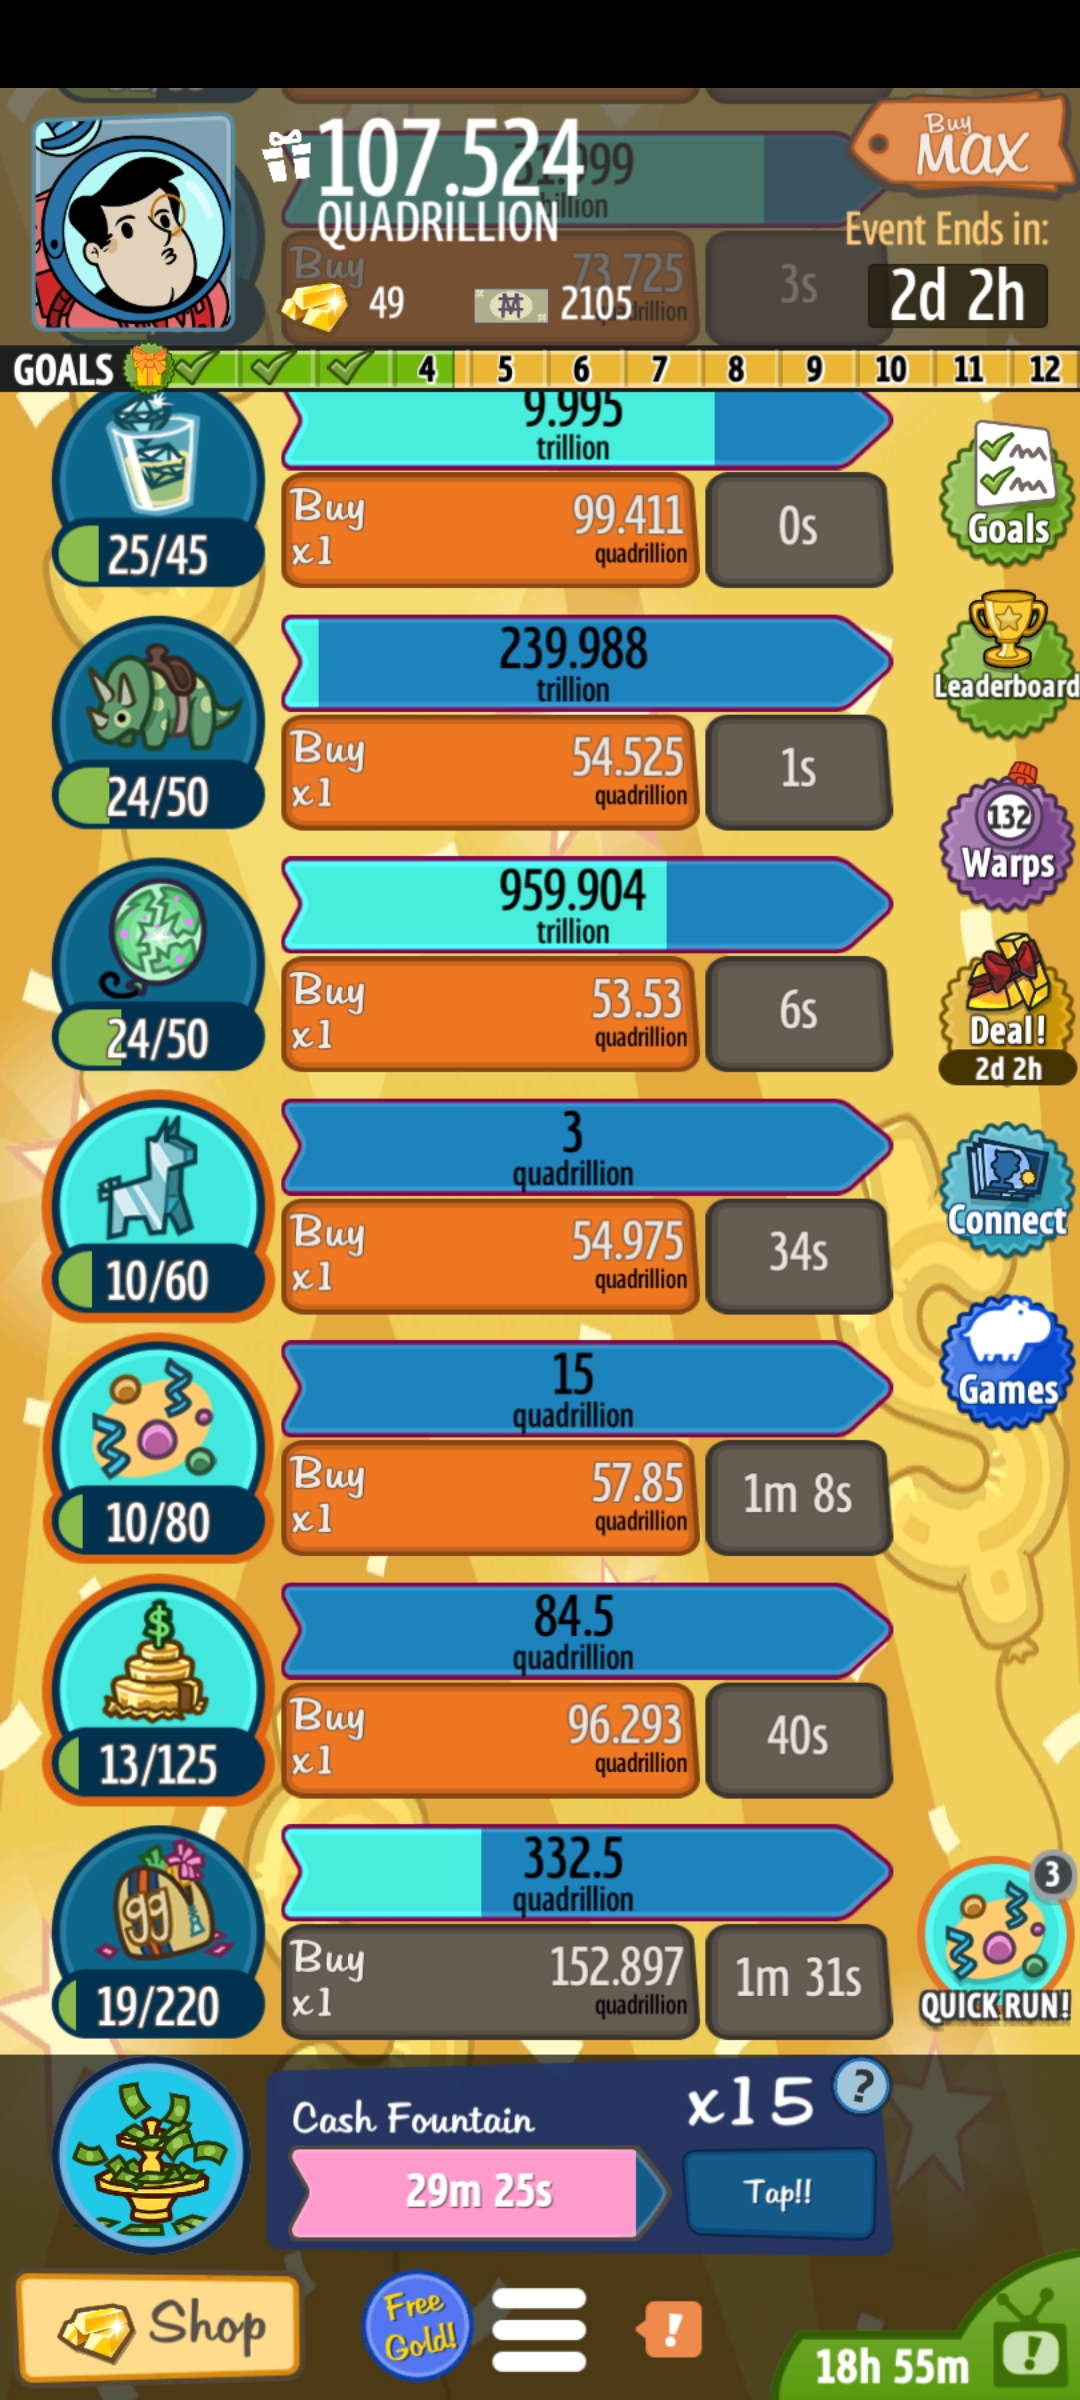 107.524
QUADRILLION
Buy
MAX
Event Ends in:
2d 2h
49
2105
Buy
73.725
3s
GOALS 4 5 6 7 8 9 10 11 12
9.995
trillion
25/45
Buy
x1
99.411
quadrillion
0s
Goals
239.988
trillion
24/50
Buy
x1
54.525
quadrillion
1s
Leaderboard
959.904
trillion
24/50
Buy
x1
53.53
quadrillion
6s
132
Warps
Deal!
2d 2h
3
quadrillion
10/60
Buy
x1
54.975
quadrillion
34s
Connect
15
quadrillion
10/80
Buy
x1
57.85
quadrillion
1m 8s
Games
$
84.5
quadrillion
13/125
Buy
x1
96.293
quadrillion
40s
99
332.5
quadrillion
19/220
Buy
x1
152.897
quadrillion
1m 31s
3
QUICK RUN!
Cash Fountain
x15
?
29m 25s
Tap!!
Shop
Free
Gold!
!
18h 55m
!